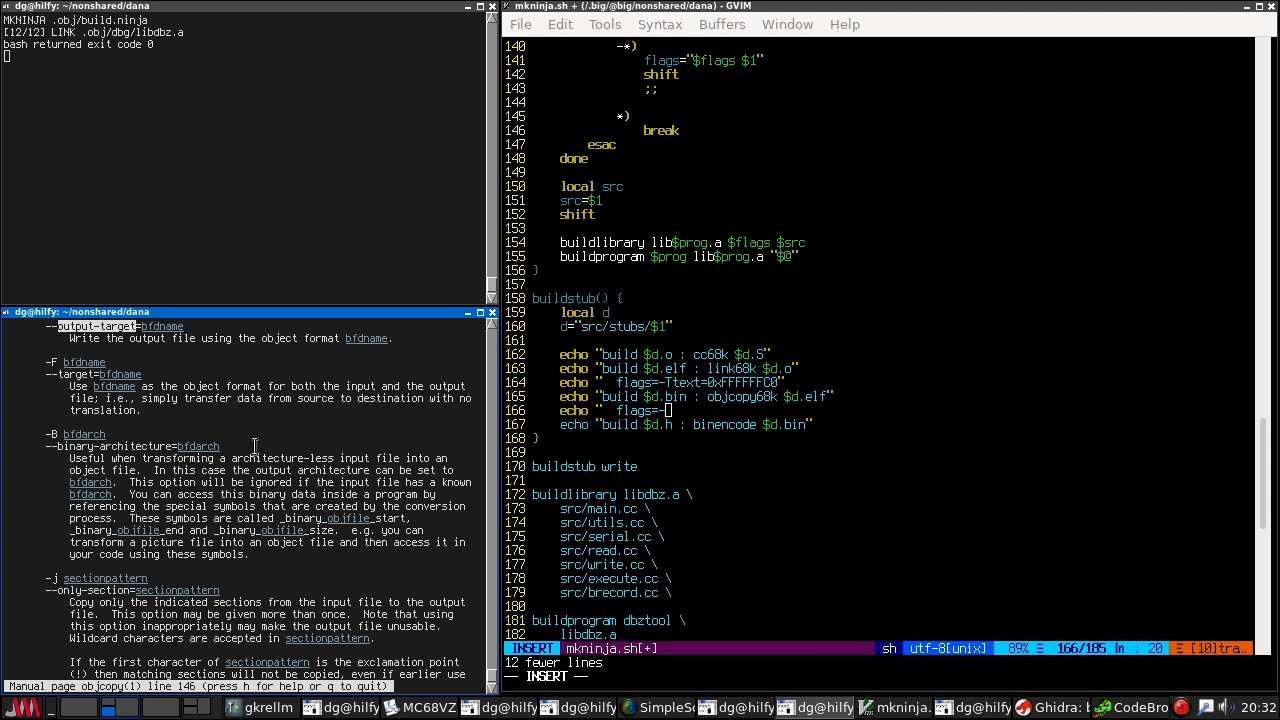 dg@hilfy: ~/nonshared/dana
MKNINJA .obj/build.ninja
[12/12] LINK .obj/dbg/libdbz.a
bash returned exit code 0
dg@hilfy: ~/nonshared/dana
--output-target=bfdname
Write the output file using the object format bfdname.
-F bfdname
--target=bfdname
Use bfdname as the object format for both the input and the output
file; i.e., simply transfer data from source to destination with no
translation.
-B bfdarch
--binary-architecture=bfdarch
Useful when transforming a architecture-less input file into an
object file.  In this case the output architecture can be set to
bfdarch.  This option will be ignored if the input file has a known
bfdarch.  You can access this binary data inside a program by
referencing the special symbols that are created by the conversion
process.  These symbols are called _binary_objfile_start,
_binary_objfile_end and _binary_objfile_size.  e.g. you can
transform a picture file into an object file and then access it in
your code using these symbols.
-j sectionpattern
--only-section=sectionpattern
Copy only the indicated sections from the input file to the output
file.  This option may be given more than once.  Note that using
this option inappropriately may make the output file unusable.
Wildcard characters are accepted in sectionpattern.
If the first character of sectionpattern is the exclamation point
(!) then matching sections will not be copied, even if earlier use
Manual page objcopy(1) line 146 (press h for help or q to quit)
mkninja.sh + (/.big/@big/nonshared/dana) - GVIM
File Edit Tools Syntax Buffers Window Help
140 -*)
141 flags="$flags $1"
142 shift
143 ;;
144
145 *)
146 break
147 esac
148 done
149
150 local src
151 src=$1
152 shift
153
154 buildlibrary lib$prog.a $flags $src
155 buildprogram $prog lib$prog.a "$@"
156 }
157
158 buildstub() {
159 local d
160 d="src/stubs/$1"
161
162 echo "build $d.o : cc68k $d.S"
163 echo "build $d.elf : link68k $d.o"
164 echo "  flags=-Ttext=0xFFFFFFC0"
165 echo "build $d.bin : objcopy68k $d.elf"
166 echo "  flags=-
167 echo "build $d.h : binencode $d.bin"
168 }
169
170 buildstub write
171
172 buildlibrary libdbz.a \
173 src/main.cc \
174 src/utils.cc \
175 src/serial.cc \
176 src/read.cc \
177 src/write.cc \
178 src/execute.cc \
179 src/brecord.cc \
180
181 buildprogram dbztool \
182 libdbz.a
INSERT mkninja.sh[+] sh utf-8[unix] 89% Ξ 166/185 ln : 20 Ξ [10]tra..
12 fewer lines
-- INSERT --
gkrellm dg@hilfy MC68VZ dg@hilfy dg@hilfy SimpleS dg@hilfy dg@hilfy mkninja dg@hilfy Ghidra: CodeBro 20:32